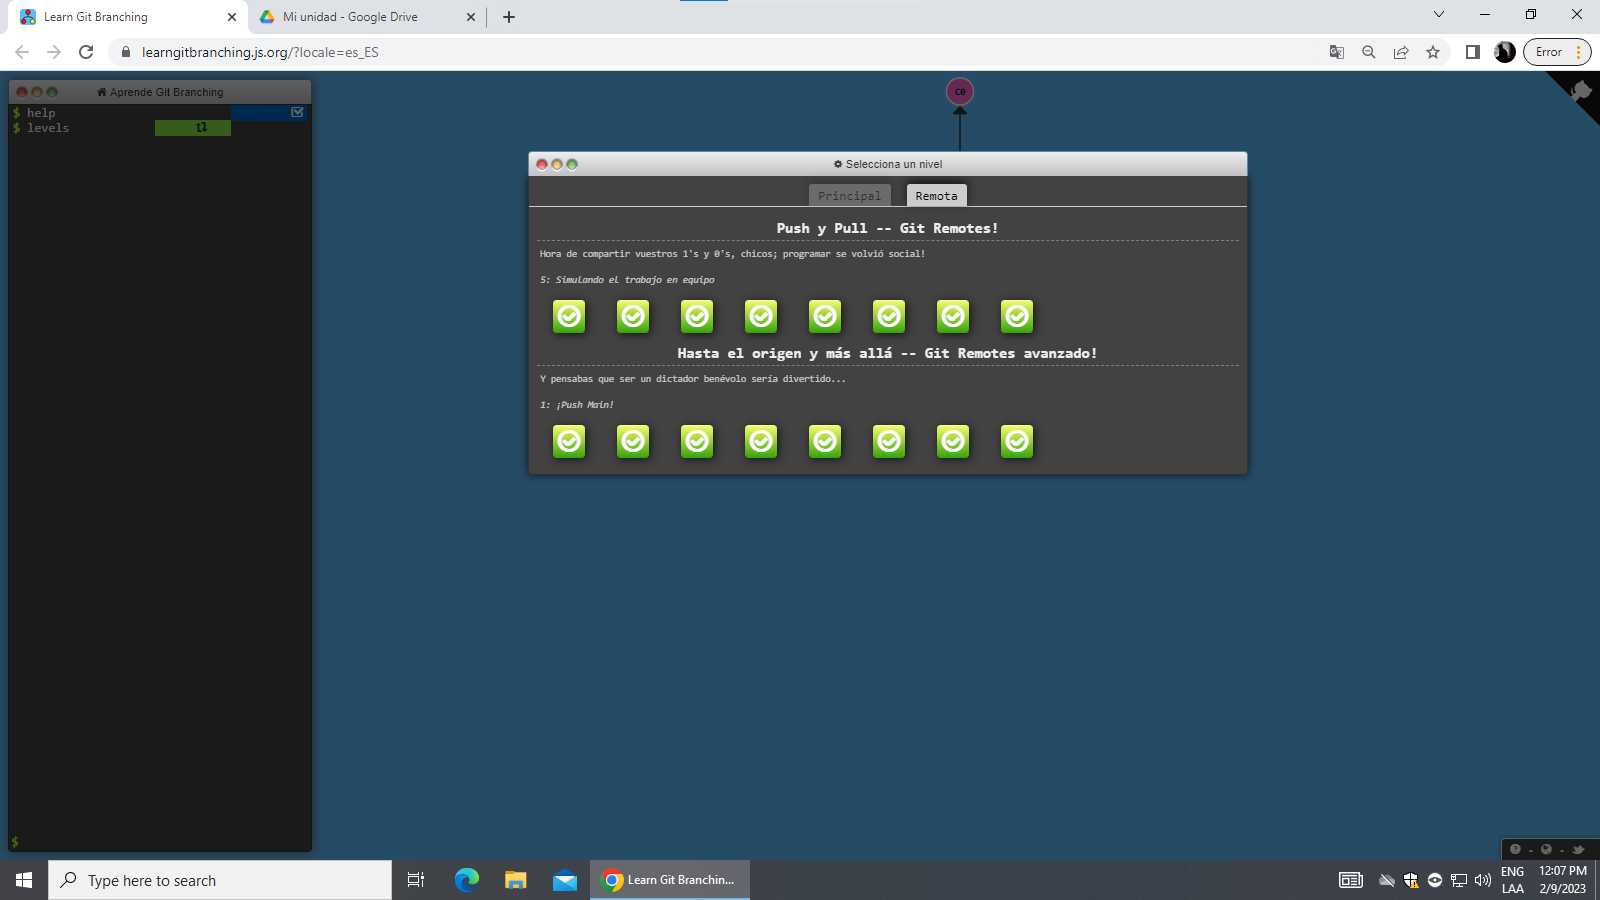 Learn Git Branching
Mi unidad - Google Drive
learngitbranching.js.org/?locale=es_ES
Error
Aprende Git Branching
$ help
$ levels
C0
Selecciona un nivel
Principal
Remota
Push y Pull -- Git Remotes!
Hora de compartir vuestros 1's y 0's, chicos; programar se volvió social!
5: Simulando el trabajo en equipo
Hasta el origen y más allá -- Git Remotes avanzado!
Y pensabas que ser un dictador benévolo sería divertido...
1: ¡Push Main!
$
Type here to search
Learn Git Branchin...
ENG
LAA
12:07 PM
2/9/2023